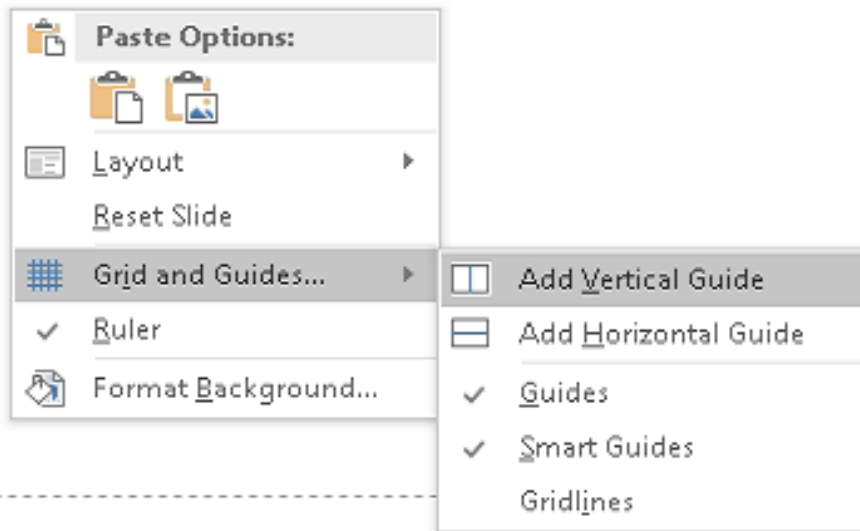 Paste Options:
Layout
Reset Slide
Grid and Guides...
Ruler
Format Background...
Add Vertical Guide
Add Horizontal Guide
Guides
Smart Guides
Gridlines